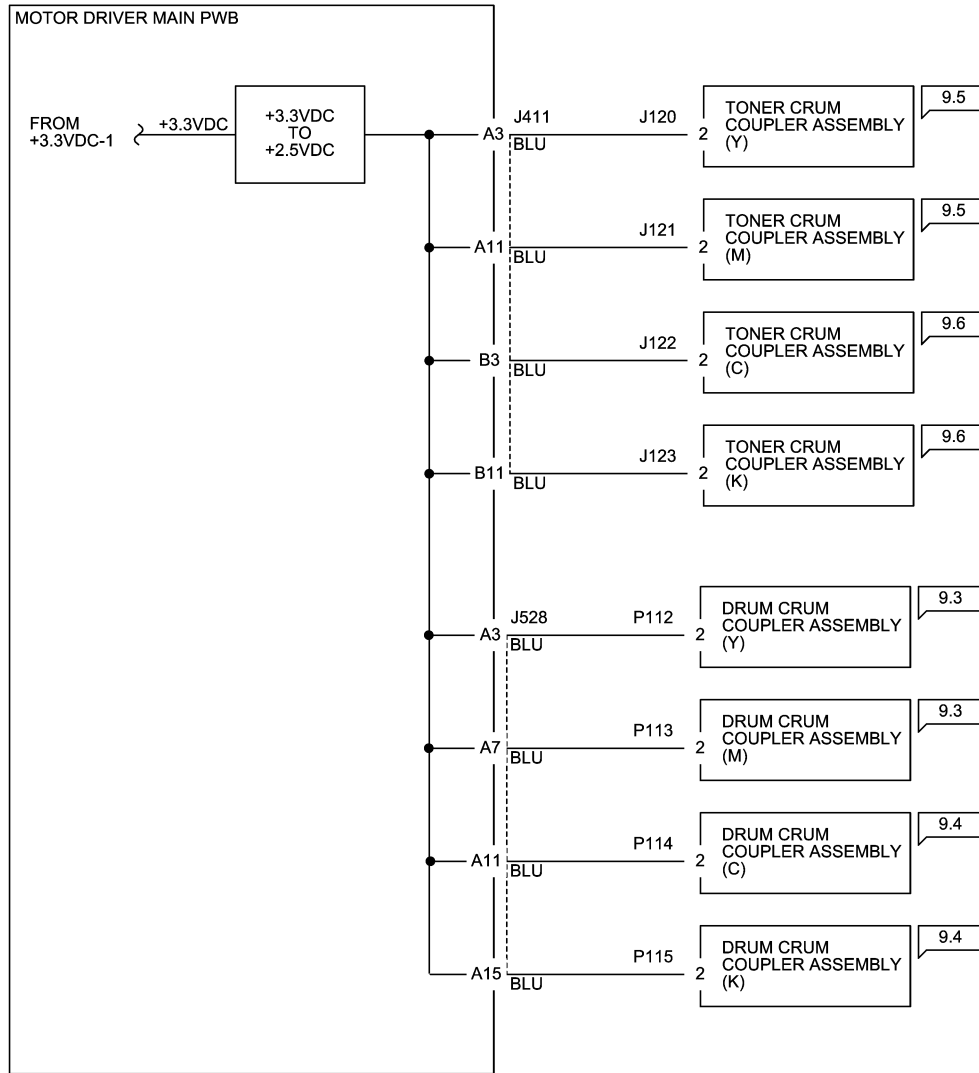 MOTOR DRIVER MAIN PWB
FROM
+3.3VDC-1
+3.3VDC
+3.3VDC
TO
+2.5VDC
A3
J411
BLU
J120
2
TONER CRUM
COUPLER ASSEMBLY
(Y)
9.5
A11
BLU
J121
2
TONER CRUM
COUPLER ASSEMBLY
(M)
9.5
B3
BLU
J122
2
TONER CRUM
COUPLER ASSEMBLY
(C)
9.6
B11
BLU
J123
2
TONER CRUM
COUPLER ASSEMBLY
(K)
9.6
A3
J528
BLU
P112
2
DRUM CRUM
COUPLER ASSEMBLY
(Y)
9.3
A7
BLU
P113
2
DRUM CRUM
COUPLER ASSEMBLY
(M)
9.3
A11
BLU
P114
2
DRUM CRUM
COUPLER ASSEMBLY
(C)
9.4
A15
BLU
P115
2
DRUM CRUM
COUPLER ASSEMBLY
(K)
9.4